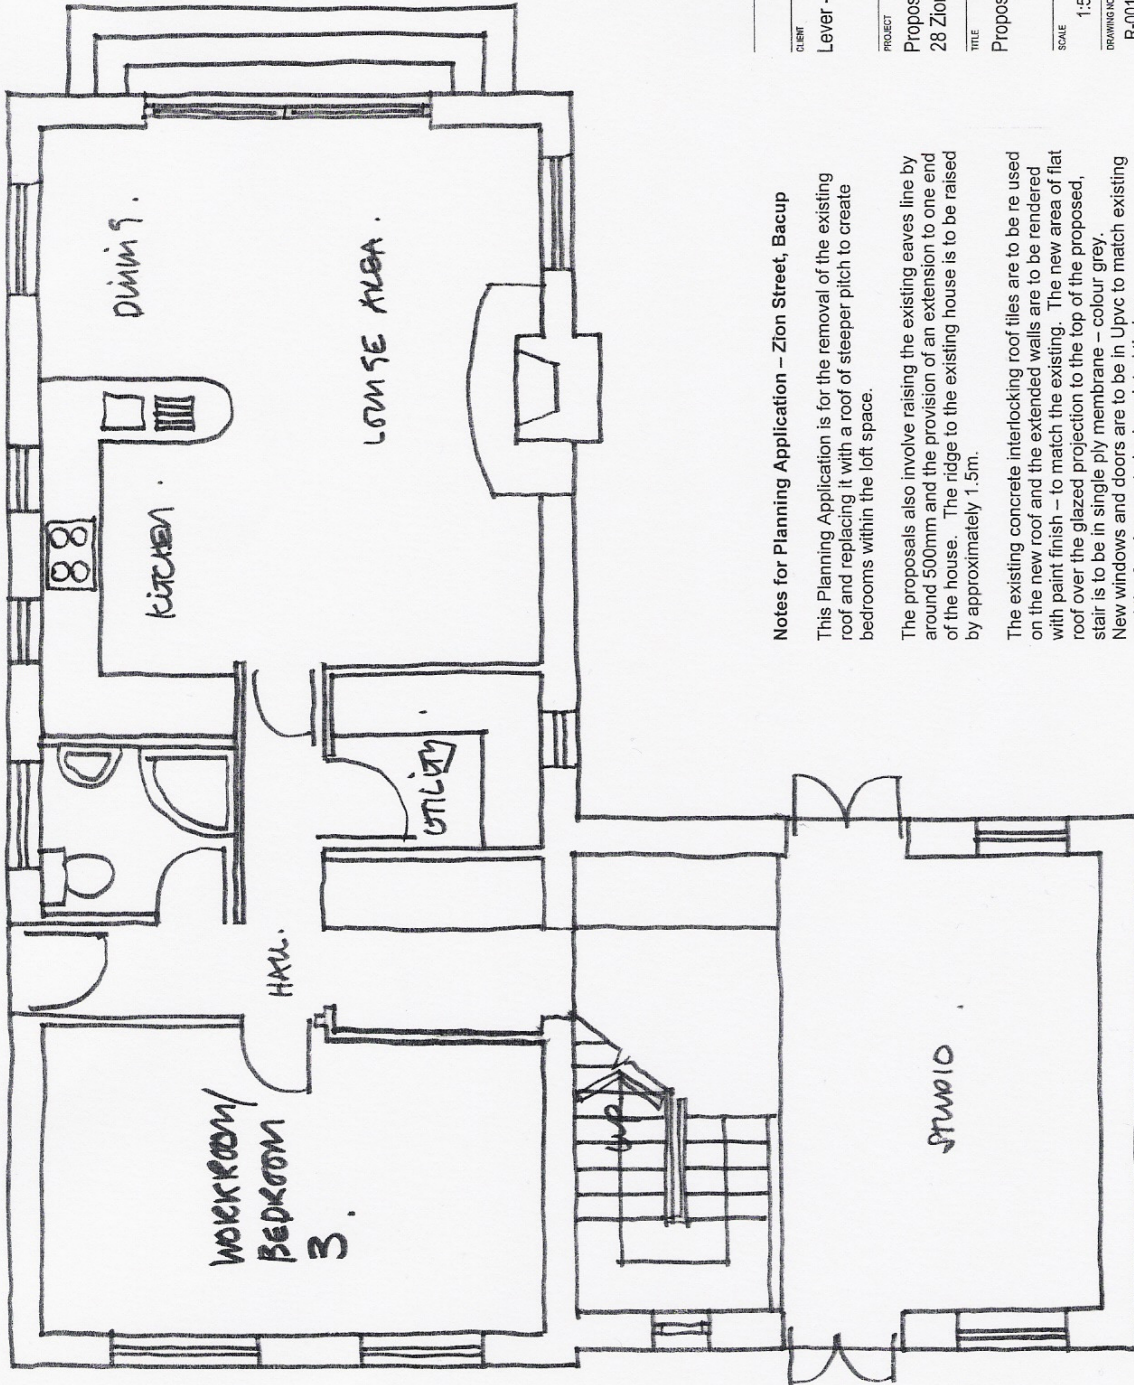 Dining.
Kitchen.
Lounge Area.
Utility.
Hall.
Workroom/
Bedroom
3.
up
Studio
Notes for Planning Application – Zion Street, Bacup
This Planning Application is for the removal of the existing
roof and replacing it with a roof of steeper pitch to create
bedrooms within the loft space.
The proposals also involve raising the existing eaves line by
around 500mm and the provision of an extension to one end
of the house. The ridge to the existing house is to be raised
by approximately 1.5m.
The existing concrete interlocking roof tiles are to be re used
on the new roof and the extended walls are to be rendered
with paint finish – to match the existing. The new area of flat
roof over the glazed projection to the top of the proposed,
stair is to be in single ply membrane – colour grey.
New windows and doors are to be in Upvc to match existing
CLIENT
Lever -
PROJECT
Propos
28 Zion
TITLE
Propos
SCALE
1:5
DRAWING NO
R-001